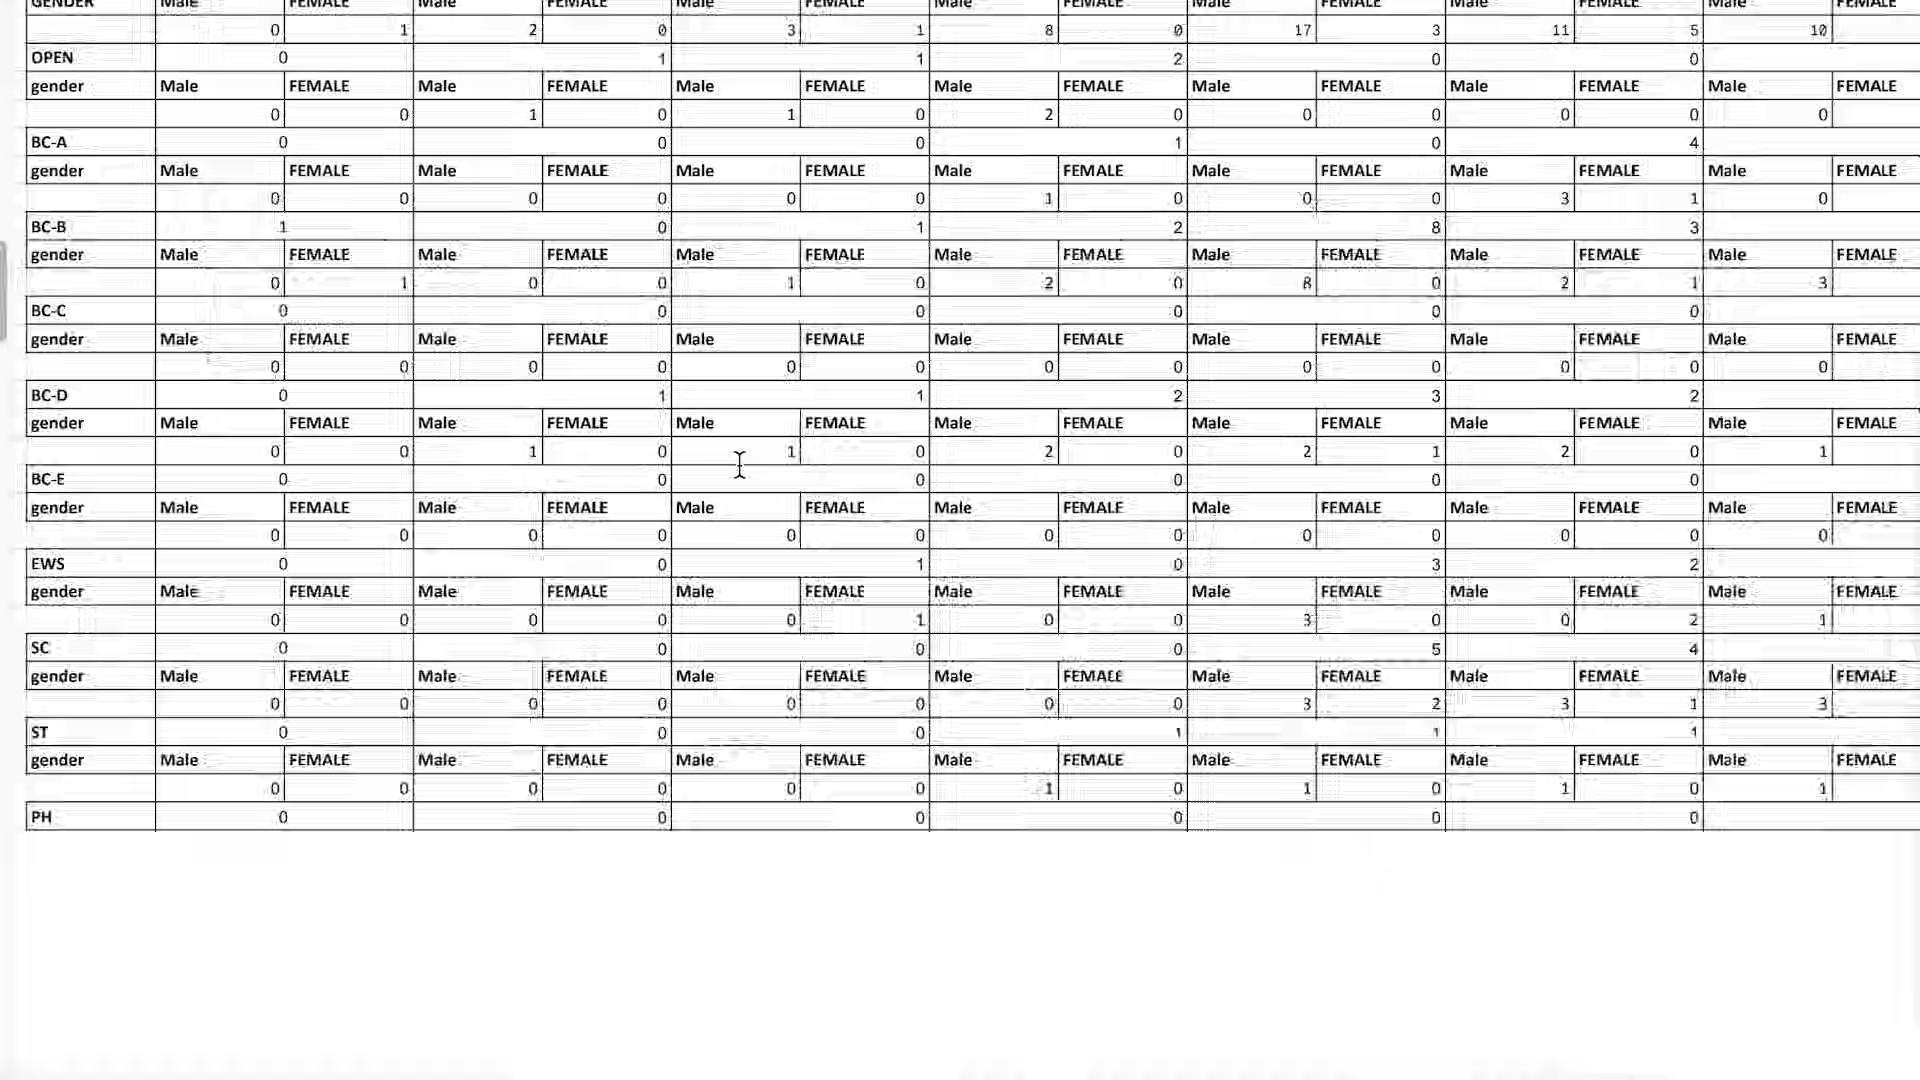 GENDER Male FEMALE Male FEMALE Male FEMALE Male FEMALE Male FEMALE Male FEMALE Male FEMALE
0 1 2 0 3 1 8 0 17 3 11 5 10
OPEN 0 1 1 2 0 0
gender Male FEMALE Male FEMALE Male FEMALE Male FEMALE Male FEMALE Male FEMALE Male FEMALE
0 0 1 0 1 0 2 0 0 0 0 0 0
BC-A 0 0 0 1 0 4
gender Male FEMALE Male FEMALE Male FEMALE Male FEMALE Male FEMALE Male FEMALE Male FEMALE
0 0 0 0 0 0 1 0 0 0 3 1 0
BC-B 1 0 1 2 8 3
gender Male FEMALE Male FEMALE Male FEMALE Male FEMALE Male FEMALE Male FEMALE Male FEMALE
0 1 0 0 1 0 2 0 8 0 2 1 3
BC-C 0 0 0 0 0 0
gender Male FEMALE Male FEMALE Male FEMALE Male FEMALE Male FEMALE Male FEMALE Male FEMALE
0 0 0 0 0 0 0 0 0 0 0 0 0
BC-D 0 1 1 2 3 2
gender Male FEMALE Male FEMALE Male FEMALE Male FEMALE Male FEMALE Male FEMALE Male FEMALE
0 0 1 0 1 0 2 0 2 1 2 0 1
BC-E 0 0 0 0 0 0
gender Male FEMALE Male FEMALE Male FEMALE Male FEMALE Male FEMALE Male FEMALE Male FEMALE
0 0 0 0 0 0 0 0 0 0 0 0 0
EWS 0 0 1 0 3 2
gender Male FEMALE Male FEMALE Male FEMALE Male FEMALE Male FEMALE Male FEMALE Male FEMALE
0 0 0 0 0 1 0 0 3 0 0 2 1
SC 0 0 0 0 5 4
gender Male FEMALE Male FEMALE Male FEMALE Male FEMALE Male FEMALE Male FEMALE Male FEMALE
0 0 0 0 0 0 0 0 3 2 3 1 3
ST 0 0 0 1 1 1
gender Male FEMALE Male FEMALE Male FEMALE Male FEMALE Male FEMALE Male FEMALE Male FEMALE
0 0 0 0 0 0 1 0 1 0 1 0 1
PH 0 0 0 0 0 0